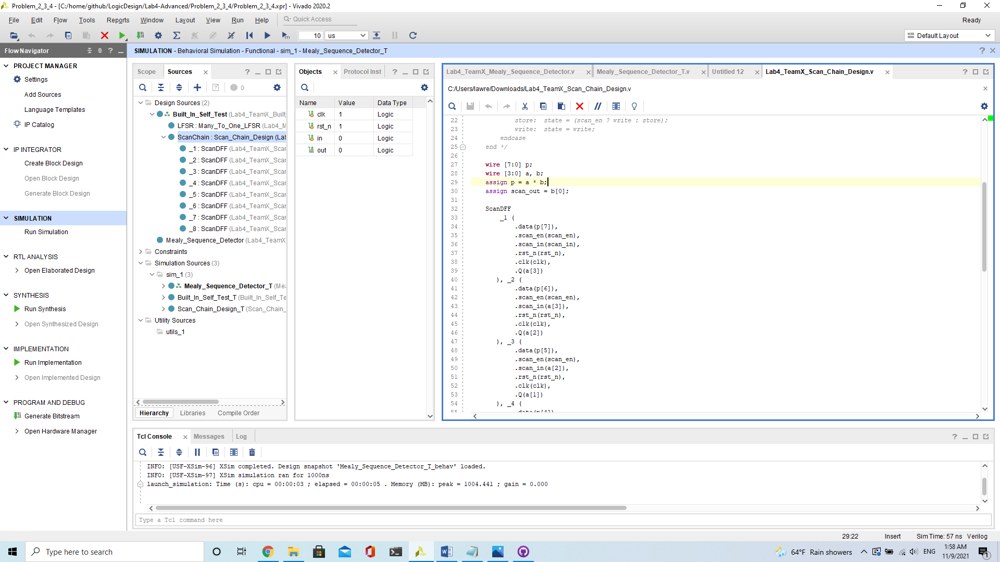 Problem_2_3_4 - [C:/home/github/LogicDesign/Lab4-Advanced/Problem_2_3_4/Problem_2_3_4.xpr] - Vivado 2020.2
File Edit Flow Tools Reports Window Layout View Run Help Quick Access Ready
10 us Default Layout
Flow Navigator
PROJECT MANAGER
Settings
Add Sources
Language Templates
IP Catalog
IP INTEGRATOR
Create Block Design
Open Block Design
Generate Block Design
SIMULATION
Run Simulation
RTL ANALYSIS
Open Elaborated Design
SYNTHESIS
Run Synthesis
Open Synthesized Design
IMPLEMENTATION
Run Implementation
Open Implemented Design
PROGRAM AND DEBUG
Generate Bitstream
Open Hardware Manager
SIMULATION - Behavioral Simulation - Functional - sim_1 - Mealy_Sequence_Detector_T
Scope Sources
0
Design Sources (2)
Built_In_Self_Test (Lab4_TeamX_Built_
LFSR : Many_To_One_LFSR (Lab4_M
ScanChain : Scan_Chain_Design (Lab
_1 : ScanDFF (Lab4_TeamX_Scan
_2 : ScanDFF (Lab4_TeamX_Scan
_3 : ScanDFF (Lab4_TeamX_Scan
_4 : ScanDFF (Lab4_TeamX_Scan
_5 : ScanDFF (Lab4_TeamX_Scan
_6 : ScanDFF (Lab4_TeamX_Scan
_7 : ScanDFF (Lab4_TeamX_Scan
_8 : ScanDFF (Lab4_TeamX_Scan
Mealy_Sequence_Detector (Lab4_TeamX
Constraints
Simulation Sources (3)
sim_1 (3)
Mealy_Sequence_Detector_T (Mea
Built_In_Self_Test_T (Built_In_Self_Te
Scan_Chain_Design_T (Scan_Chain_
Utility Sources
utils_1
Hierarchy Libraries Compile Order
Objects Protocol Inst
Name Value Data Type
clk 1 Logic
rst_n 1 Logic
in 0 Logic
out 0 Logic
Lab4_TeamX_Mealy_Sequence_Detector.v Mealy_Sequence_Detector_T.v Untitled 12 Lab4_TeamX_Scan_Chain_Design.v
C:/Users/lawre/Downloads/Lab4_TeamX_Scan_Chain_Design.v
22 store: state = (scan_en ? write : store);
23 write: state = write;
24 endcase
25 end */
26
27 wire [7:0] p;
28 wire [3:0] a, b;
29 assign p = a * b;
30 assign scan_out = b[0];
31
32 ScanDFF
33 _1 (
34 .data(p[7]),
35 .scan_en(scan_en),
36 .scan_in(scan_in),
37 .rst_n(rst_n),
38 .clk(clk),
39 .Q(a[3])
40 ), _2 (
41 .data(p[6]),
42 .scan_en(scan_en),
43 .scan_in(a[3]),
44 .rst_n(rst_n),
45 .clk(clk),
46 .Q(a[2])
47 ), _3 (
48 .data(p[5]),
49 .scan_en(scan_en),
50 .scan_in(a[2]),
51 .rst_n(rst_n),
52 .clk(clk),
53 .Q(a[1])
54 ), _4 (
55 .data(p[4]),
Tcl Console Messages Log
INFO: [USF-XSim-96] XSim completed. Design snapshot 'Mealy_Sequence_Detector_T_behav' loaded.
INFO: [USF-XSim-97] XSim simulation ran for 1000ns
launch_simulation: Time (s): cpu = 00:00:03 ; elapsed = 00:00:05 . Memory (MB): peak = 1004.441 ; gain = 0.000
Type a Tcl command here
29:22 Insert Sim Time: 57 ns Verilog
Type here to search
64°F Rain showers ENG
1:58 AM
11/9/2021
1